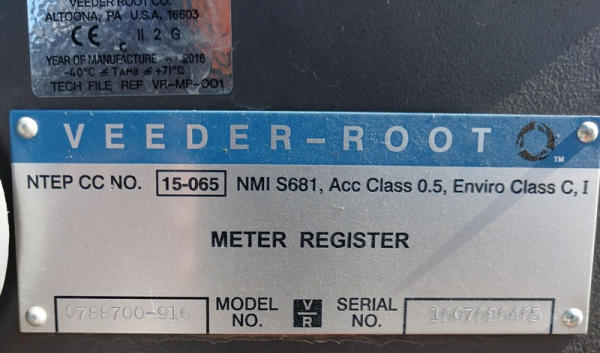 VEEDER ROOT CO.
ALTOONA, PA U.S.A. 16603
CE c II 2 G
YEAR OF MANUFACTURE - 2016
-40°C ≤ TAMB ≤ +71°C
TECH FILE REF VR-MP-001
VEEDER-ROOT TM
NTEP CC NO. 15-065 NMI S681, Acc Class 0.5, Enviro Class C, I
METER REGISTER
0788700-916 MODEL NO. V/R SERIAL NO.